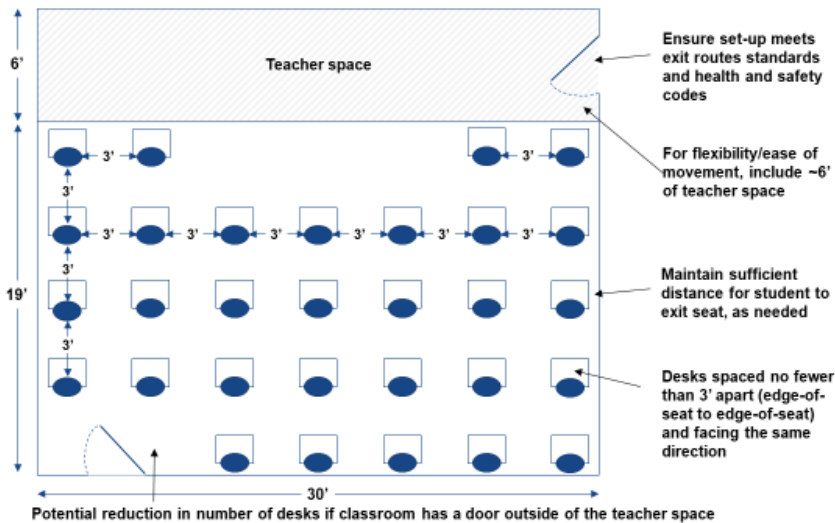 6’
Teacher space
Ensure set-up meets
exit routes standards
and health and safety
codes
For flexibility/ease of
movement, include ~6’
of teacher space
3’
3’
3’
3’
3’
3’
3’
3’
3’
3’
19’
Maintain sufficient
distance for student to
exit seat, as needed
3’
Desks spaced no fewer
than 3’ apart (edge-of-
seat to edge-of-seat)
and facing the same
direction
30’
Potential reduction in number of desks if classroom has a door outside of the teacher space